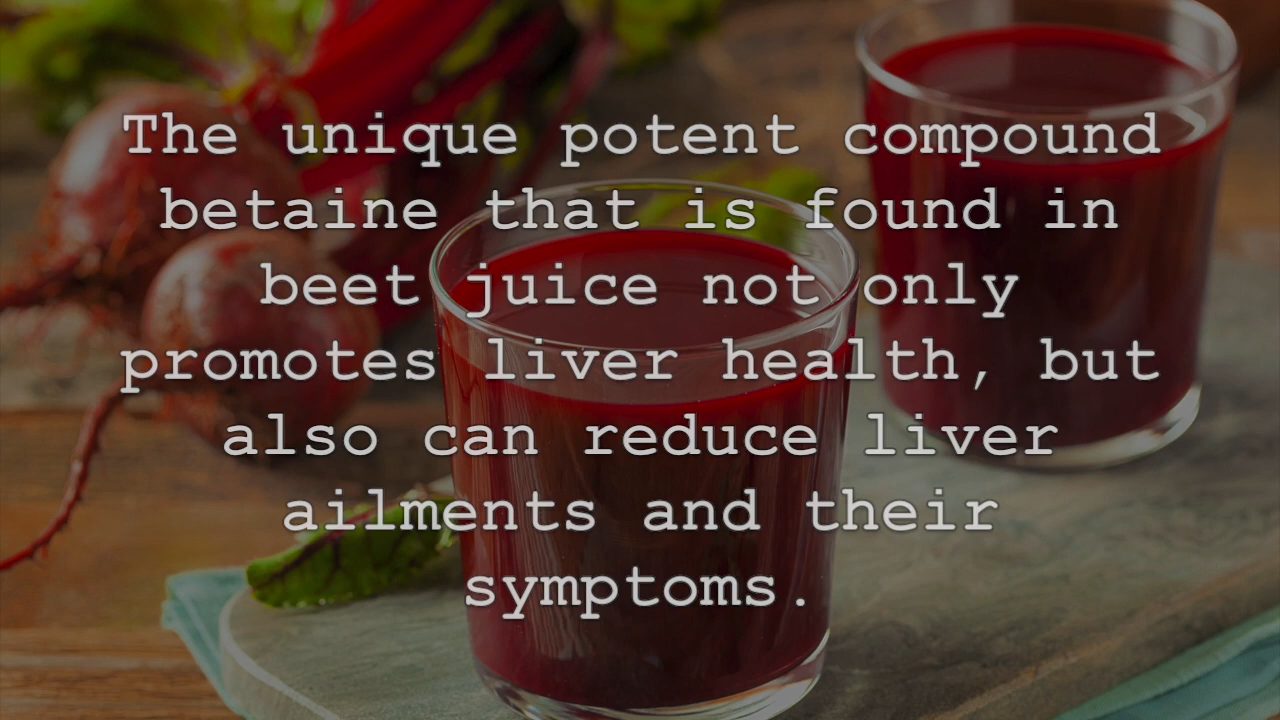 The unique potent compound
betaine that is found in
beet juice not only
promotes liver health, but
also can reduce liver
ailments and their
symptoms.